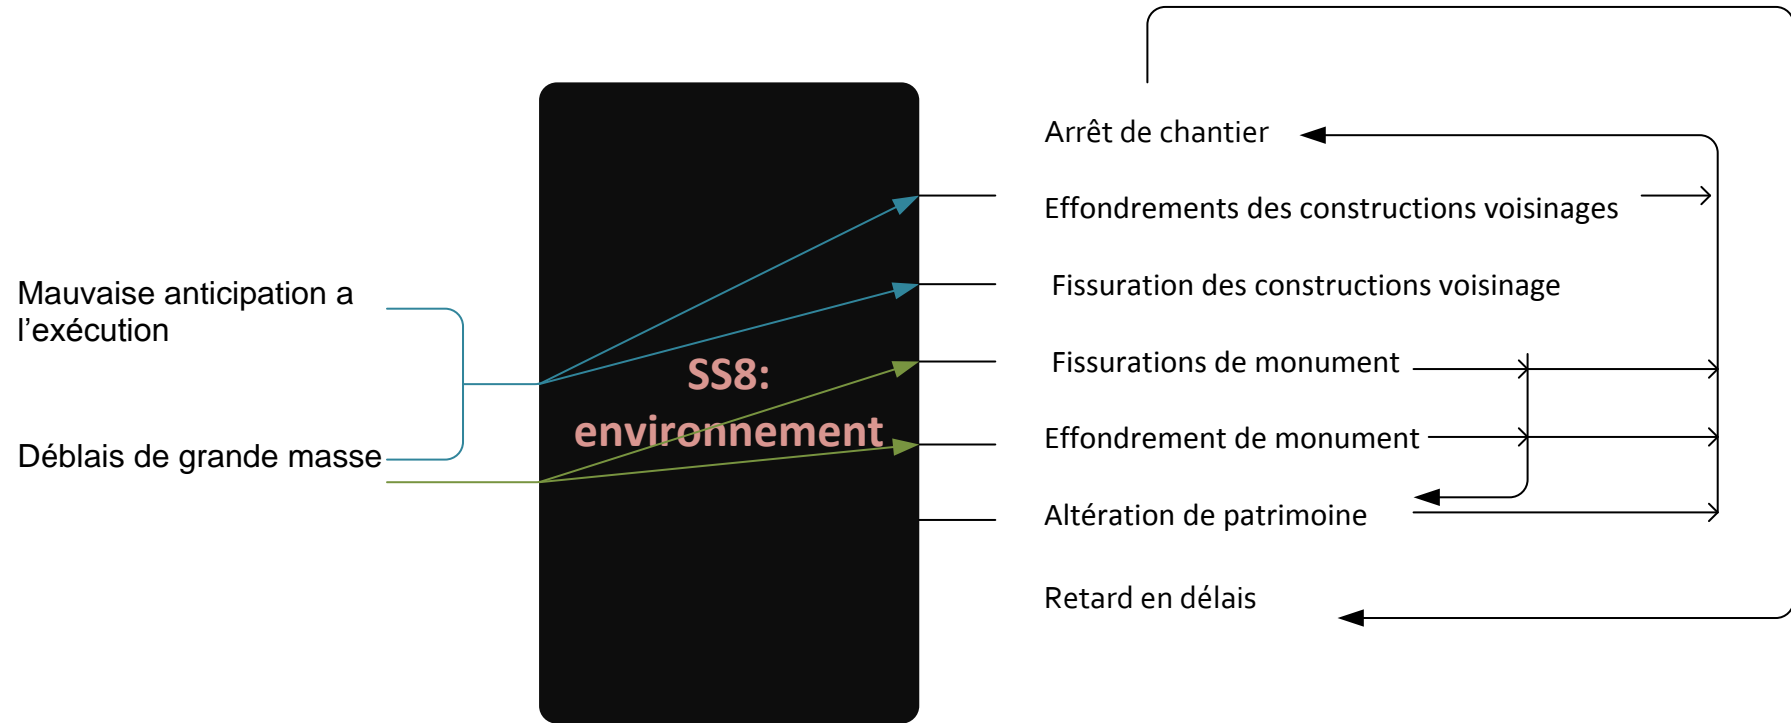 Mauvaise anticipation a
l’exécution
Déblais de grande masse
SS8:
environnement
Arrêt de chantier
Effondrements des constructions voisinages
Fissuration des constructions voisinage
Fissurations de monument
Effondrement de monument
Altération de patrimoine
Retard en délais